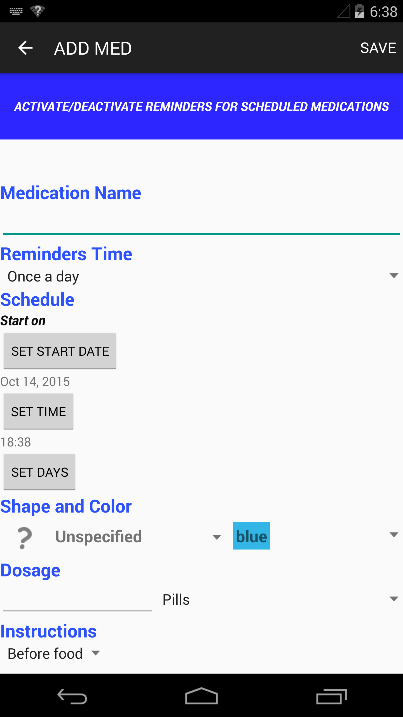 6:38
ADD MED
SAVE
ACTIVATE/DEACTIVATE REMINDERS FOR SCHEDULED MEDICATIONS
Medication Name
Reminders Time
Once a day
Schedule
Start on
SET START DATE
Oct 14, 2015
SET TIME
18:38
SET DAYS
Shape and Color
? Unspecified blue
Dosage
Pills
Instructions
Before food